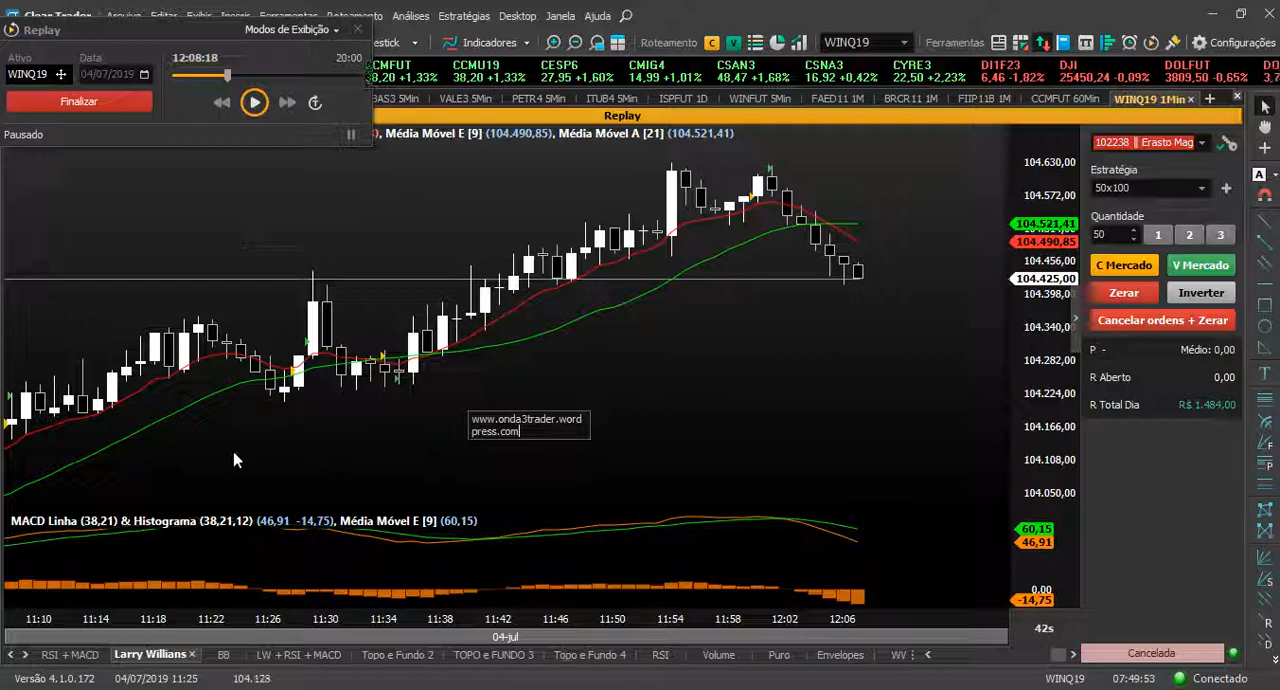 Clear Trader Arquivo Editar Exibir Inserir Ferramentas Roteamento Análises Estratégias Desktop Janela Ajuda
Replay Modos de Exibição
Indicadores Roteamento C V WINQ19 Ferramentas Configurações
Ativo Data 12:08:18 20:00
WINQ19 04/07/2019
Finalizar
Pausado
CCMU19 CESP6 CMIG4 CSAN3 CSNA3 CYRE3 DI1F23 DJI DOLFUT
38,20 +1,33% 27,95 +1,60% 14,99 +1,01% 48,47 +1,68% 16,92 +0,42% 22,50 +2,23% 6,46 -1,82% 25450,24 -0,09% 3809,50 -0,65%
BAS3 5Min VALE3 5Min PETR4 5Min ITUB4 5Min ISPFUT 1D WINFUT 5Min FAED11 1M BRCR11 1M FIIP11B 1M CCMFUT 60Min WINQ19 1Min
Replay
Média Móvel E [9] (104.490,85), Média Móvel A [21] (104.521,41)
104.630,00
104.572,00
104.521,41
104.490,85
104.456,00
104.425,00
104.398,00
104.340,00
104.282,00
104.224,00
104.166,00
104.108,00
104.050,00
www.onda3trader.word
press.com
MACD Linha (38,21) & Histograma (38,21,12) (46,91 -14,75), Média Móvel E [9] (60,15)
60,15
46,91
0,00
-14,75
11:10 11:14 11:18 11:22 11:26 11:30 11:34 11:38 11:42 11:46 11:50 11:54 11:58 12:02 12:06
04-jul
42s
102238 || Erasto Mag
Estratégia
50x100
Quantidade
50 1 2 3
C Mercado V Mercado
Zerar Inverter
Cancelar ordens + Zerar
P - Médio: 0,00
R Aberto 0,00
R Total Dia R$ 1.484,00
RSI + MACD Larry Willians BB LW + RSI + MACD Topo e Fundo 2 TOPO e FUNDO 3 Topo e Fundo 4 RSI Volume Puro Envelopes WV
Cancelada
Versão 4.1.0.172 04/07/2019 11:25 104.123 WINQ19 07:49:53 Conectado